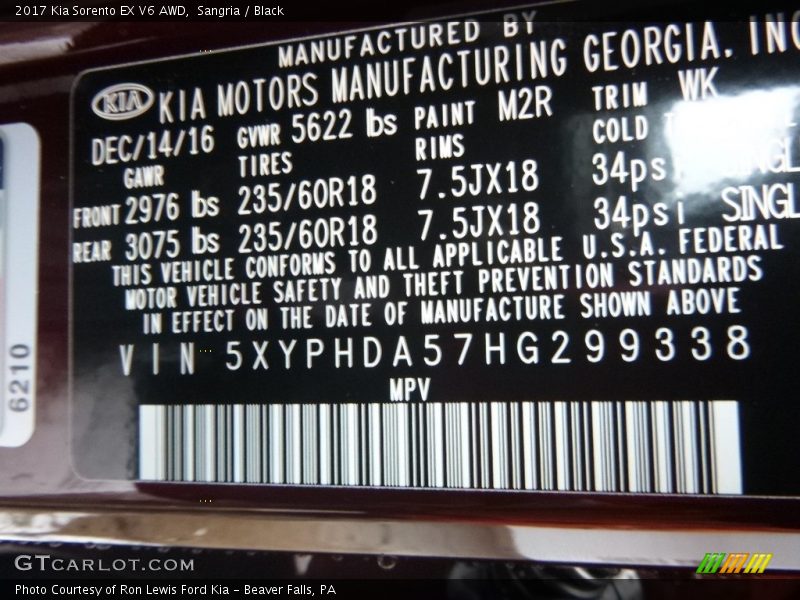 2017 Kia Sorento EX V6 AWD,  Sangria / Black
MANUFACTURED BY
KIA KIA MOTORS MANUFACTURING GEORGIA, INC
DEC/14/16 GVWR 5622 lbs PAINT M2R TRIM WK
GAWR TIRES RIMS COLD
FRONT 2976 lbs 235/60R18 7.5JX18 34psi SINGL
REAR 3075 lbs 235/60R18 7.5JX18 34psi SINGL
THIS VEHICLE CONFORMS TO ALL APPLICABLE U.S.A. FEDERAL
MOTOR VEHICLE SAFETY AND THEFT PREVENTION STANDARDS
IN EFFECT ON THE DATE OF MANUFACTURE SHOWN ABOVE
VIN 5XYPHDA57HG299338
MPV
6210
GTCarLot.com
Photo Courtesy of Ron Lewis Ford Kia - Beaver Falls, PA